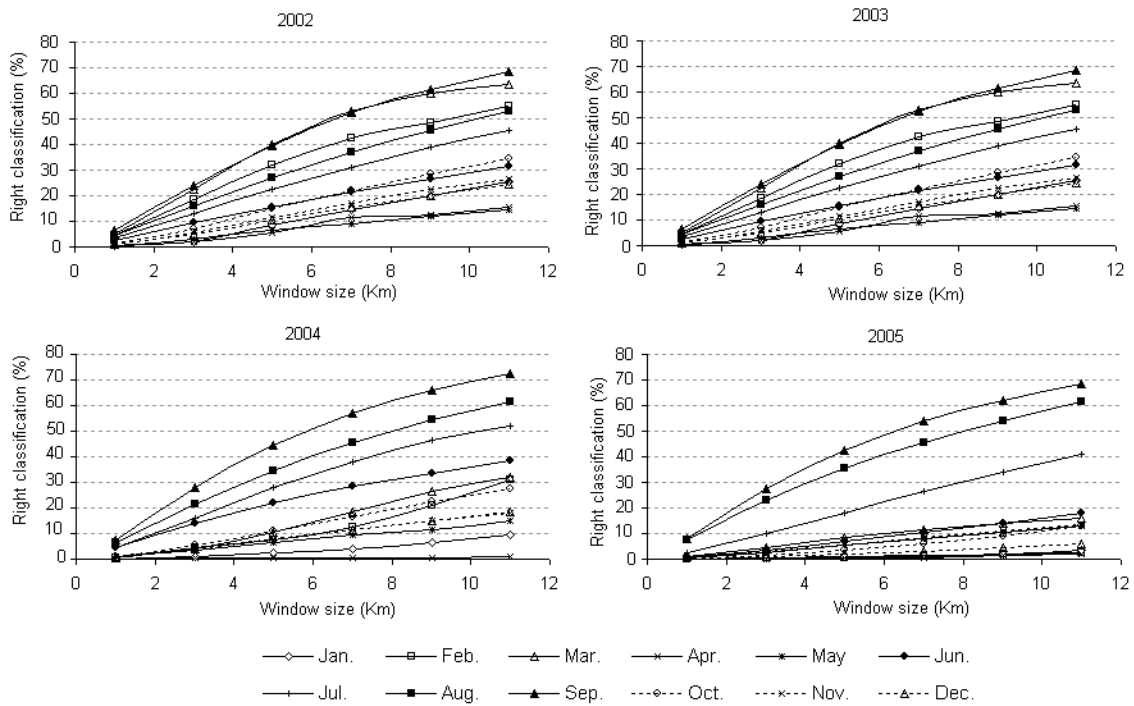 2002
Right classification (%)
80
70
60
50
40
30
20
10
0
0 2 4 6 8 10 12
Window size (Km)
2003
Right classification (%)
80
70
60
50
40
30
20
10
0
0 2 4 6 8 10 12
Window size (Km)
2004
Right classification (%)
80
70
60
50
40
30
20
10
0
0 2 4 6 8 10 12
Window size (Km)
2005
Right classification (%)
80
70
60
50
40
30
20
10
0
0 2 4 6 8 10 12
Window size (Km)
Jan. Feb. Mar. Apr. May Jun.
Jul. Aug. Sep. Oct. Nov. Dec.